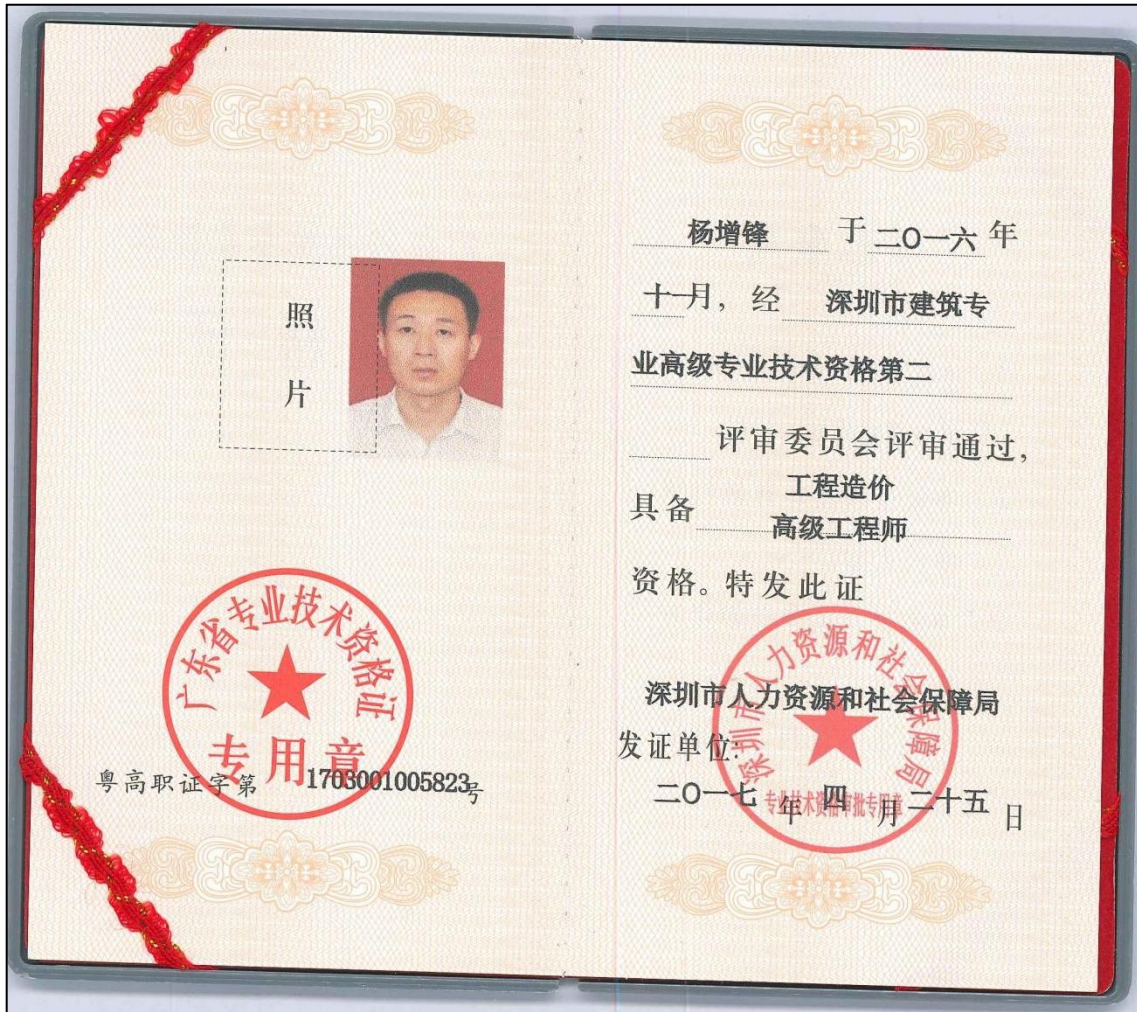 照
片
广东省专业技术资格证
专用章
粤高职证字第 1703001005823号
杨增锋 于二〇一六年
十一月，经 深圳市建筑专
业高级专业技术资格第二
评审委员会评审通过，
工程造价
具备 高级工程师
资格。特发此证
深圳市人力资源和社会保障局
深圳市人力资源和社会保障局
发证单位：
专业技术资格审批专用章
二〇一七年四月二十五日